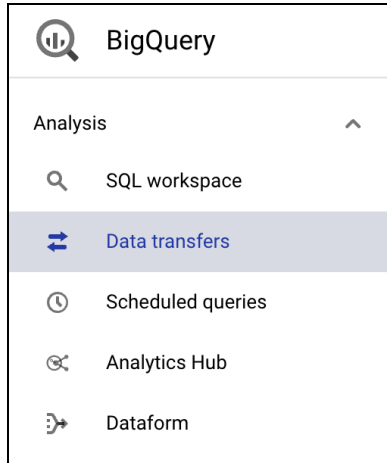 BigQuery
Analysis
SQL workspace
Data transfers
Scheduled queries
Analytics Hub
Dataform